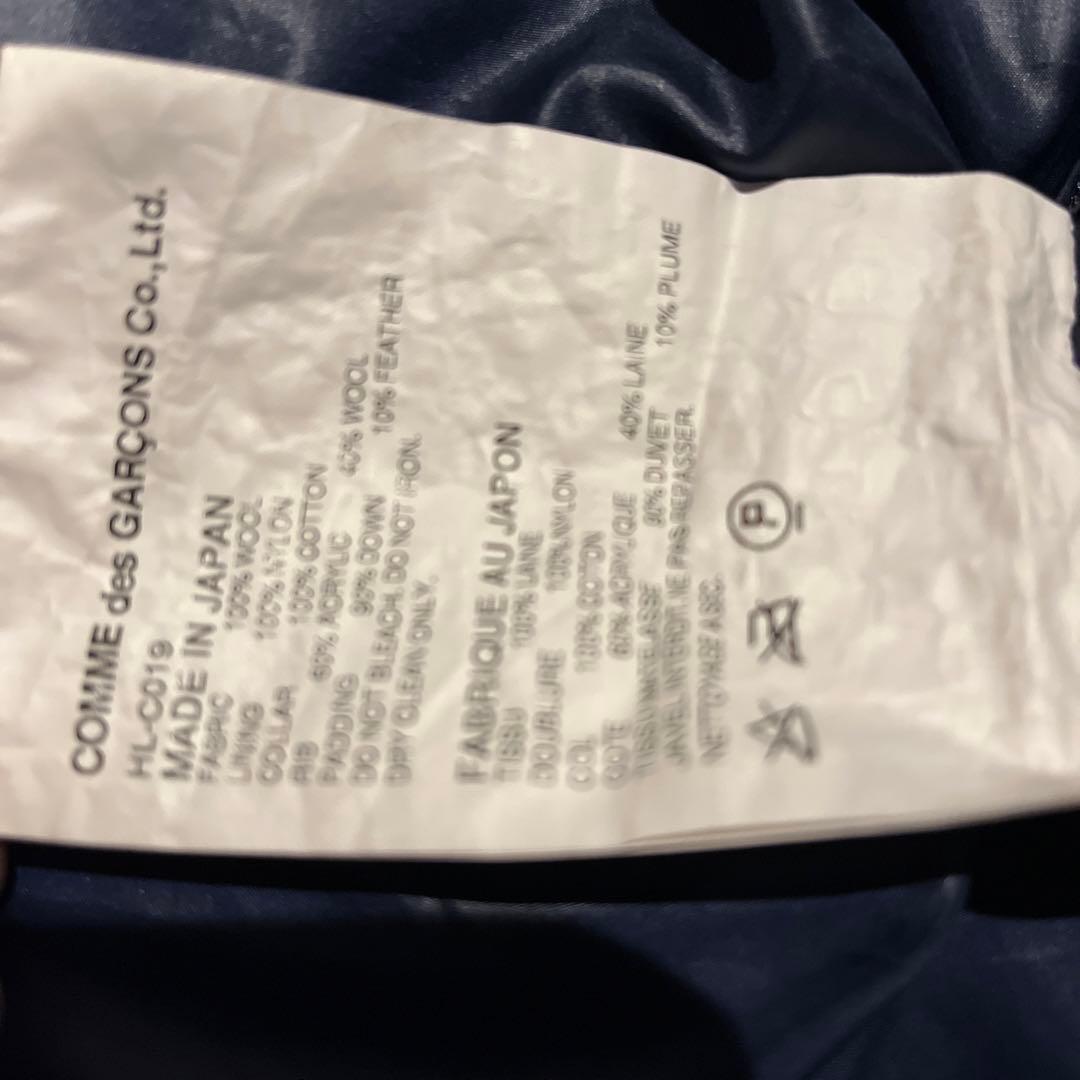 COMME des GARÇONS Co.,Ltd.
HL-C019
MADE IN JAPAN
FABRIC 100% WOOL
LINING 100% NYLON
COLLAR 100% COTTON
RIB 60% ACRYLIC 40% WOOL
PADDING 90% DOWN 10% FEATHER
DO NOT BLEACH. DO NOT IRON.
DRY CLEAN ONLY.
FABRIQUE AU JAPON
TISSU 100% LAINE
DOUBLURE 100% NYLON
COL 100% COTTON
COTE 60% ACRYLIQUE 40% LAINE
90% DUVET 10% PLUME
JAVEL INTERDIT. NE PAS REPASSER.
NETTOYAGE A SEC.
P